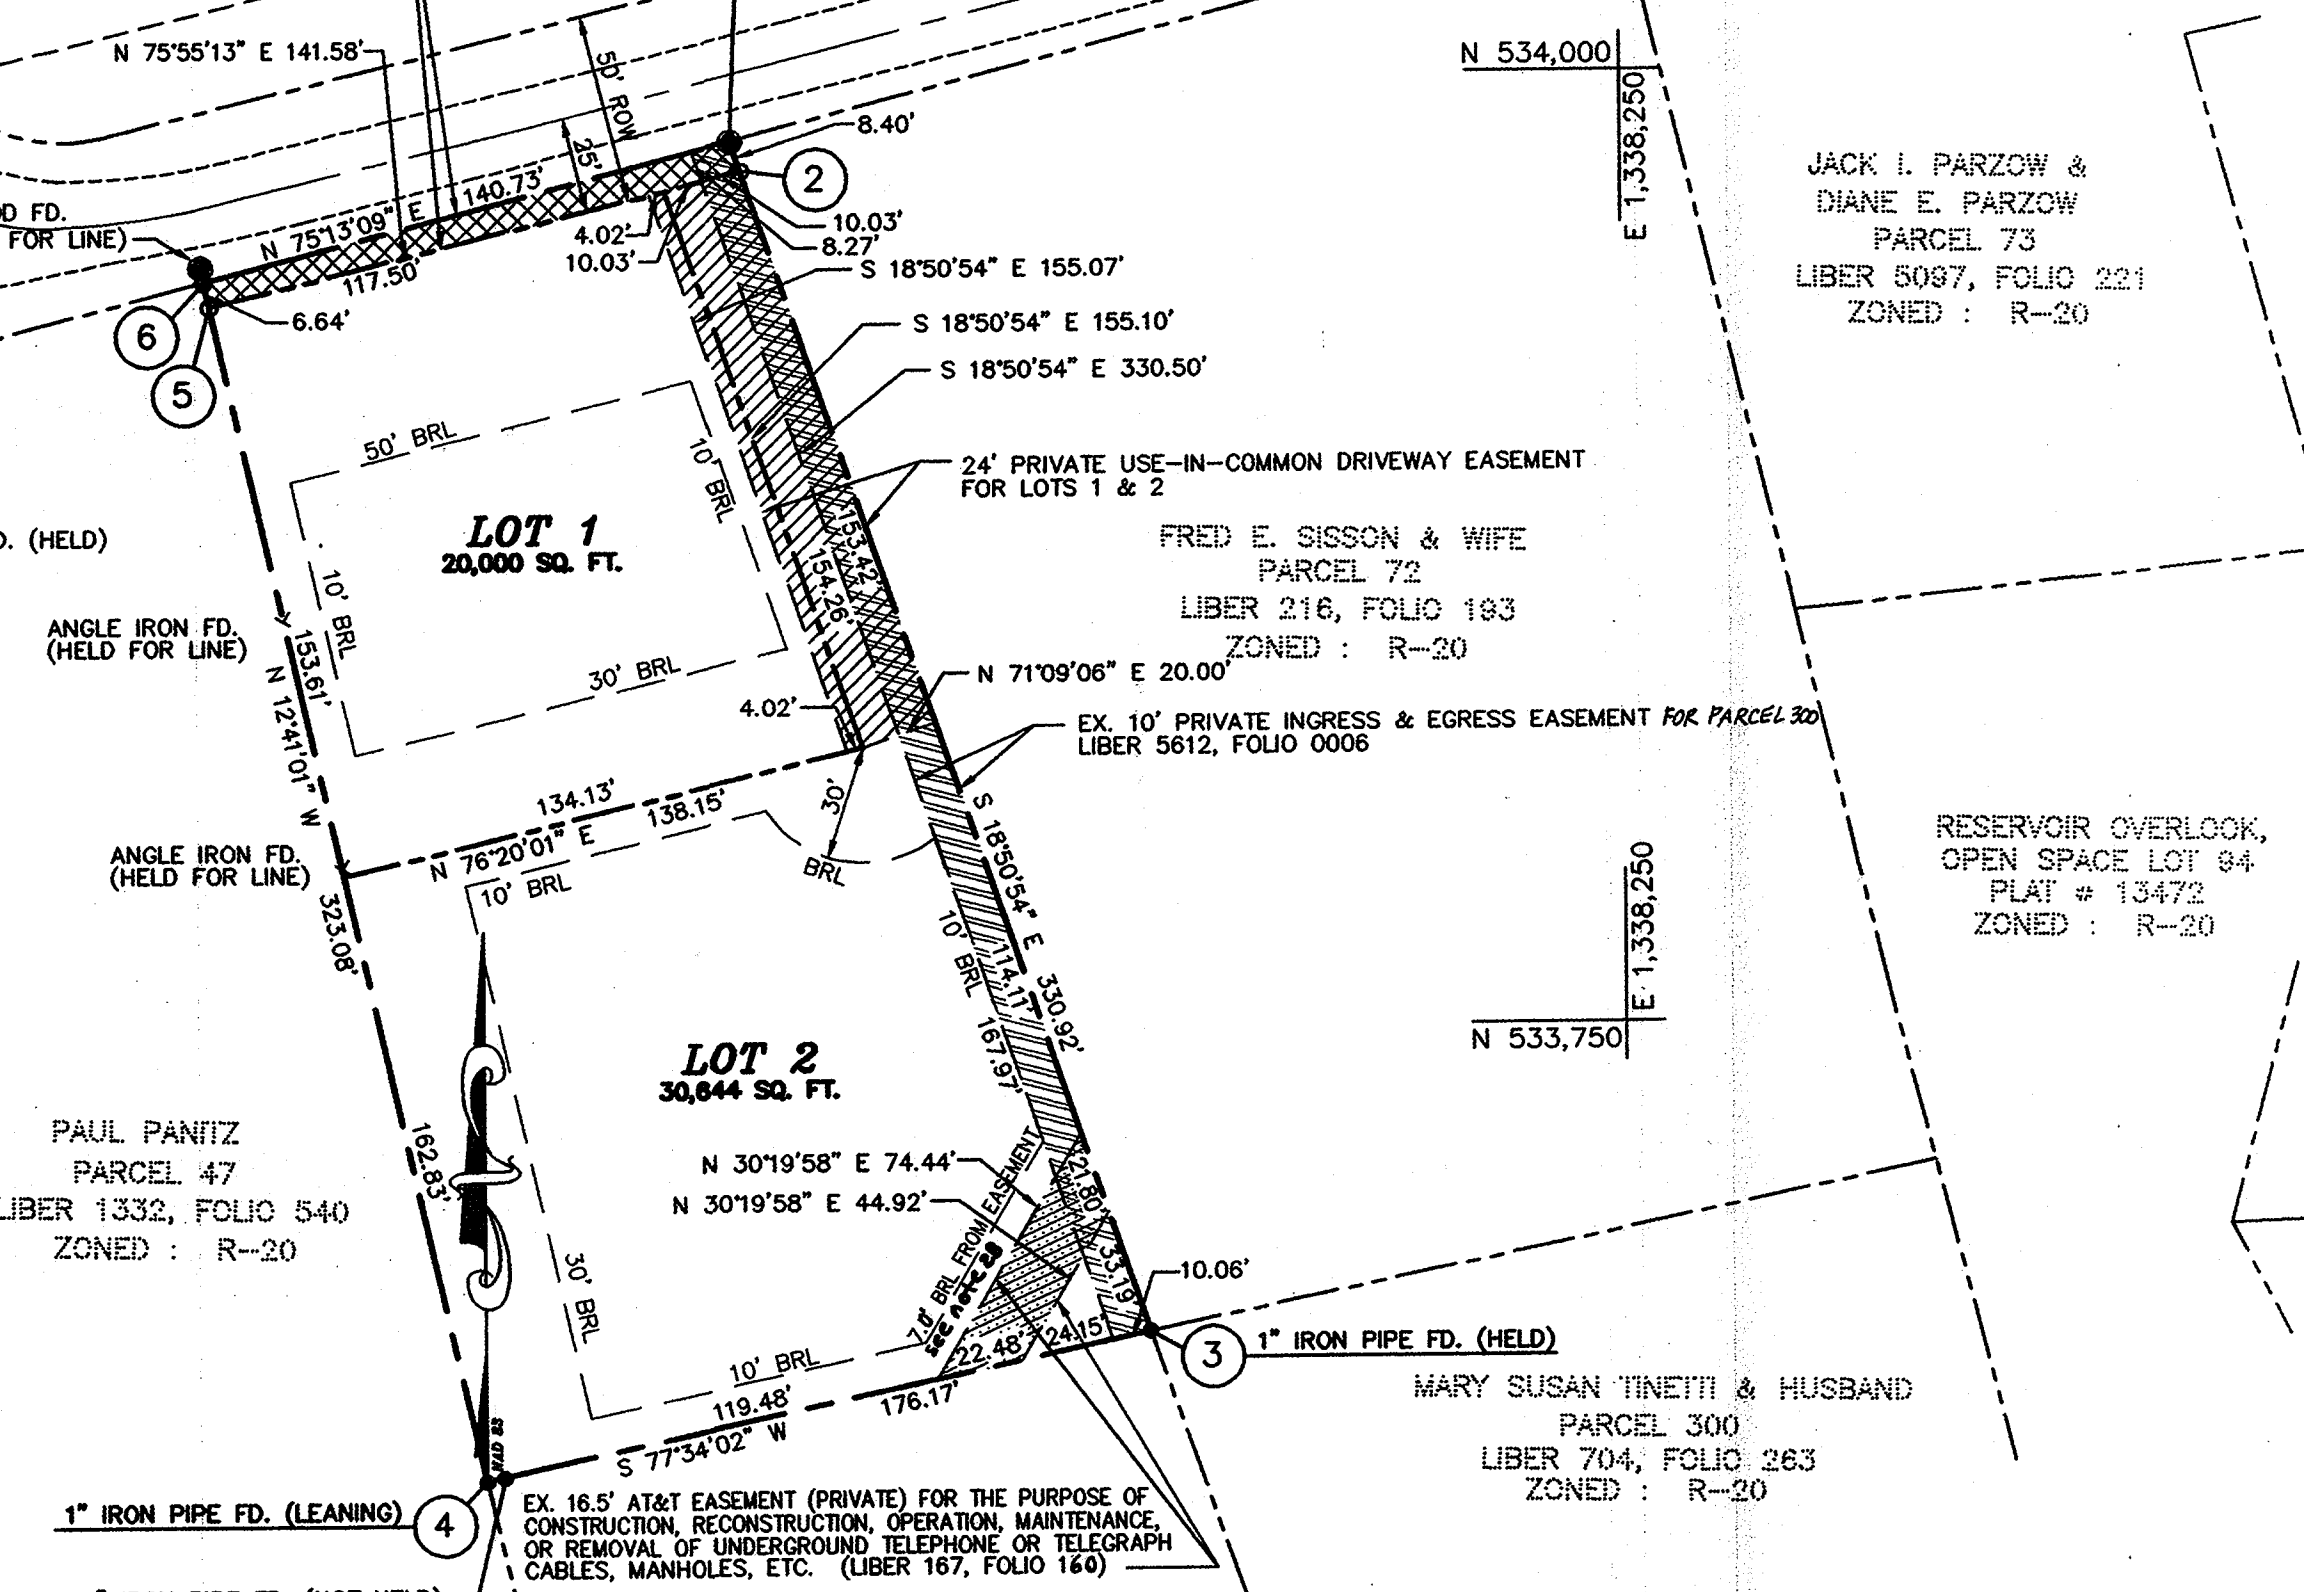 N 75°55'13" E 141.58'
50' ROW
25'
8.40'
2
N 534,000
E 1,338,250
JACK I. PARZOW &
DIANE E. PARZOW
PARCEL 73
LIBER 5097, FOLIO 221
ZONED : R-20
FD.
FOR LINE)
N 75°13'09" E
140.73'
117.50'
6.64'
6
5
4.02'
10.03'
10.03'
8.27'
S 18°50'54" E 155.07'
S 18°50'54" E 155.10'
S 18°50'54" E 330.50'
50' BRL
10' BRL
24' PRIVATE USE-IN-COMMON DRIVEWAY EASEMENT
FOR LOTS 1 & 2
LOT 1
20,000 SQ. FT.
(HELD)
10' BRL
153.42'
154.26'
FRED E. SISSON & WIFE
PARCEL 72
LIBER 216, FOLIO 193
ZONED : R-20
ANGLE IRON FD.
(HELD FOR LINE)
153.61'
N 12°41'01" W
30' BRL
4.02'
N 71°09'06" E 20.00'
EX. 10' PRIVATE INGRESS & EGRESS EASEMENT FOR PARCEL 300
LIBER 5612, FOLIO 0006
134.13'
138.15'
N 76°20'01" E
30'
BRL
10' BRL
ANGLE IRON FD.
(HELD FOR LINE)
323.08'
S 18°50'54" E
330.92'
10' BRL
114.11'
167.97'
RESERVOIR OVERLOOK,
OPEN SPACE LOT 94
PLAT # 13472
ZONED : R-20
E 1,338,250
N 533,750
LOT 2
30,644 SQ. FT.
PAUL PANITZ
PARCEL 47
LIBER 1332, FOLIO 540
ZONED : R-20
162.83'
N 30°19'58" E 74.44'
N 30°19'58" E 44.92'
21.80'
33.19'
10.06'
7.0' BRL FROM EASEMENT
see note 28
30' BRL
10' BRL
22.48'
24.15'
3
1" IRON PIPE FD. (HELD)
119.48'
176.17'
S 77°34'02" W
MARY SUSAN TINETTI & HUSBAND
PARCEL 300
LIBER 704, FOLIO 263
ZONED : R-20
NAD 83
1" IRON PIPE FD. (LEANING)
4
EX. 16.5' AT&T EASEMENT (PRIVATE) FOR THE PURPOSE OF
CONSTRUCTION, RECONSTRUCTION, OPERATION, MAINTENANCE,
OR REMOVAL OF UNDERGROUND TELEPHONE OR TELEGRAPH
CABLES, MANHOLES, ETC. (LIBER 167, FOLIO 160)